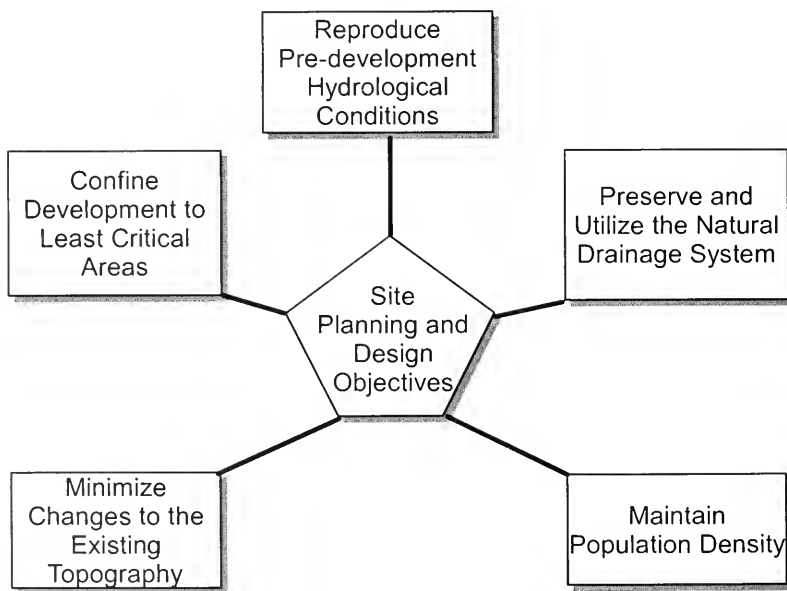 Reproduce
Pre-development
Hydrological
Conditions
Confine
Development to
Least Critical
Areas
Preserve and
Utilize the Natural
Drainage System
Site
Planning and
Design
Objectives
Minimize
Changes to the
Existing
Topography
Maintain
Population Density